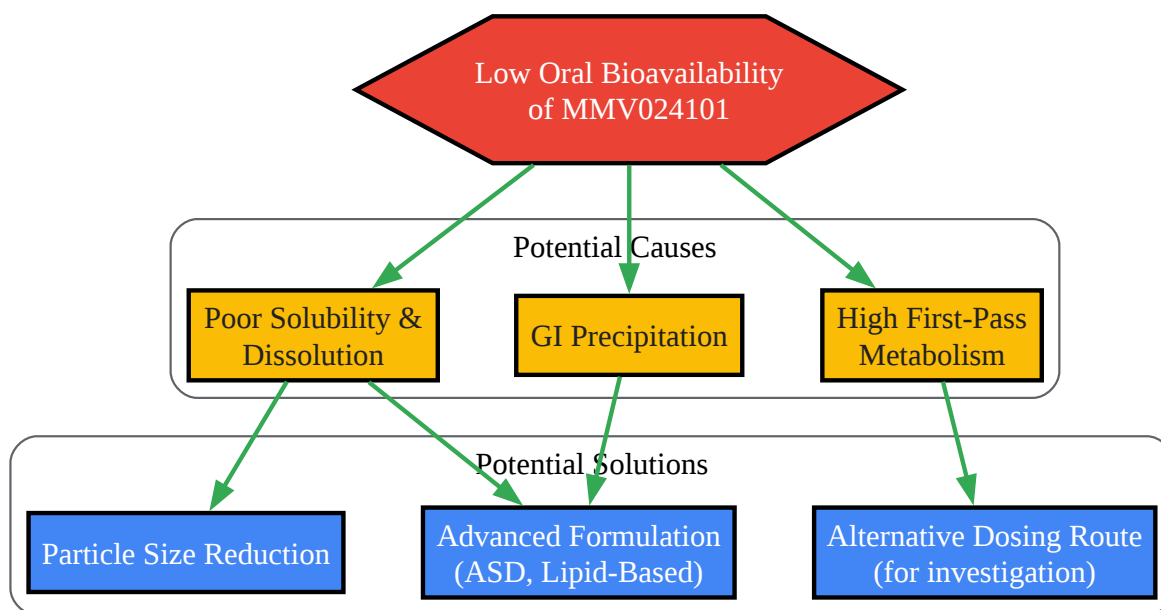 Low Oral Bioavailability
of MMV024101
Potential Causes
Poor Solubility &
Dissolution
GI Precipitation
High First-Pass
Metabolism
Potential Solutions
Particle Size Reduction
Advanced Formulation
(ASD, Lipid-Based)
Alternative Dosing Route
(for investigation)